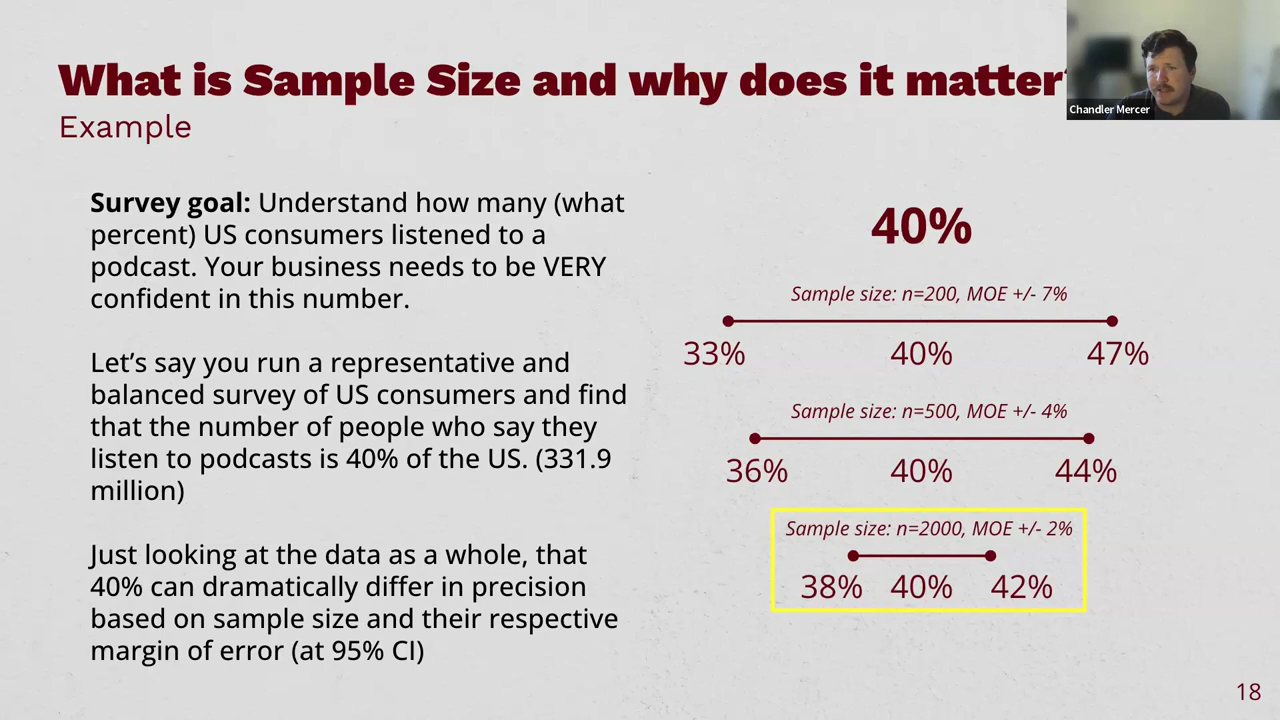 What is Sample Size and why does it matter?
Chandler Mercer
Example
Survey goal: Understand how many (what
percent) US consumers listened to a
podcast. Your business needs to be VERY
confident in this number.
Let’s say you run a representative and
balanced survey of US consumers and find
that the number of people who say they
listen to podcasts is 40% of the US. (331.9
million)
Just looking at the data as a whole, that
40% can dramatically differ in precision
based on sample size and their respective
margin of error (at 95% CI)
40%
Sample size: n=200, MOE +/- 7%
33% 40% 47%
Sample size: n=500, MOE +/- 4%
36% 40% 44%
Sample size: n=2000, MOE +/- 2%
38% 40% 42%
18